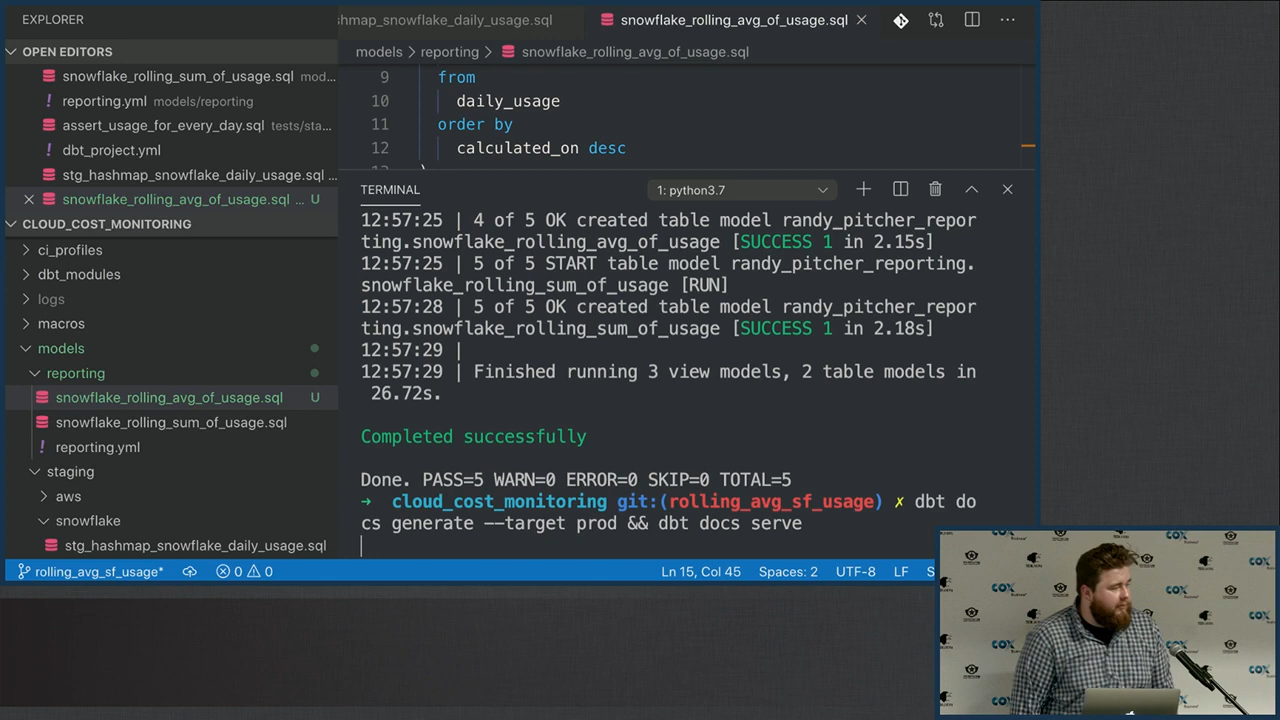 EXPLORER
OPEN EDITORS
snowflake_rolling_sum_of_usage.sql mod...
! reporting.yml models/reporting
assert_usage_for_every_day.sql tests/sta...
! dbt_project.yml
stg_hashmap_snowflake_daily_usage.sql ...
snowflake_rolling_avg_of_usage.sql ... U
CLOUD_COST_MONITORING
ci_profiles
dbt_modules
logs
macros
models
reporting
snowflake_rolling_avg_of_usage.sql U
snowflake_rolling_sum_of_usage.sql
! reporting.yml
staging
aws
snowflake
stg_hashmap_snowflake_daily_usage.sql
hmap_snowflake_daily_usage.sql
snowflake_rolling_avg_of_usage.sql
models > reporting > snowflake_rolling_avg_of_usage.sql
9 from
10 daily_usage
11 order by
12 calculated_on desc
TERMINAL
1: python3.7
12:57:25 | 4 of 5 OK created table model randy_pitcher_repor
ting.snowflake_rolling_avg_of_usage [SUCCESS 1 in 2.15s]
12:57:25 | 5 of 5 START table model randy_pitcher_reporting.
snowflake_rolling_sum_of_usage [RUN]
12:57:28 | 5 of 5 OK created table model randy_pitcher_repor
ting.snowflake_rolling_sum_of_usage [SUCCESS 1 in 2.18s]
12:57:29 |
12:57:29 | Finished running 3 view models, 2 table models in
26.72s.
Completed successfully
Done. PASS=5 WARN=0 ERROR=0 SKIP=0 TOTAL=5
→ cloud_cost_monitoring git:(rolling_avg_sf_usage) ✗ dbt do
cs generate --target prod && dbt docs serve
rolling_avg_sf_usage* 0 0 Ln 15, Col 45 Spaces: 2 UTF-8 LF S
COX
COX
COX
COX
COX